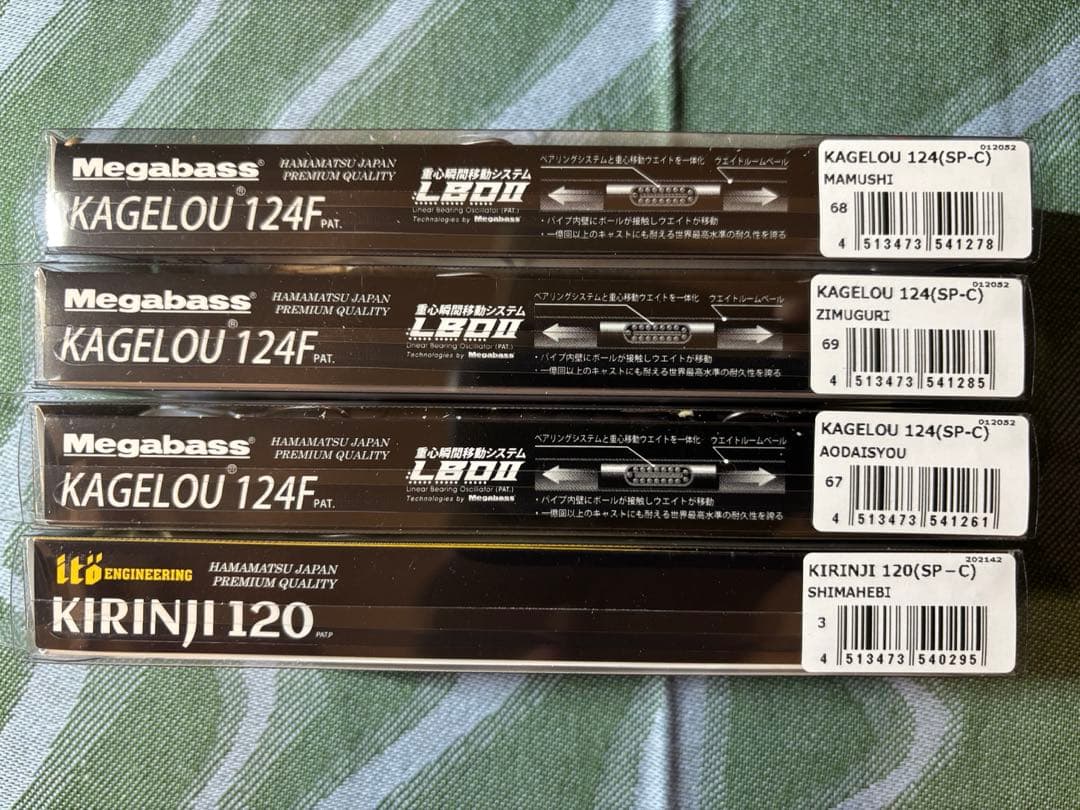 Megabass®
HAMAMATSU JAPAN
PREMIUM QUALITY
KAGELOU® 124F PAT.
重心瞬間移動システム
LBOⅡ
Linear Bearing Oscillator (PAT.)
Technologies by Megabass
ベアリングシステムと重心移動ウエイトを一体化
ウエイトルームベール
・パイプ内壁にボールが接触しウエイトが移動
・一億回以上のキャストにも耐える世界最高水準の耐久性を誇る
012052
KAGELOU 124(SP-C)
MAMUSHI
68
4 513473 541278
Megabass®
HAMAMATSU JAPAN
PREMIUM QUALITY
KAGELOU® 124F PAT.
重心瞬間移動システム
LBOⅡ
Linear Bearing Oscillator (PAT.)
Technologies by Megabass
ベアリングシステムと重心移動ウエイトを一体化
ウエイトルームベール
・パイプ内壁にボールが接触しウエイトが移動
・一億回以上のキャストにも耐える世界最高水準の耐久性を誇る
012052
KAGELOU 124(SP-C)
ZIMUGURI
69
4 513473 541285
Megabass®
HAMAMATSU JAPAN
PREMIUM QUALITY
KAGELOU® 124F PAT.
重心瞬間移動システム
LBOⅡ
Linear Bearing Oscillator (PAT.)
Technologies by Megabass
ベアリングシステムと重心移動ウエイトを一体化
ウエイトルームベール
・パイプ内壁にボールが接触しウエイトが移動
・一億回以上のキャストにも耐える世界最高水準の耐久性を誇る
012052
KAGELOU 124(SP-C)
AODAISYOU
67
4 513473 541261
itö ENGINEERING
HAMAMATSU JAPAN
PREMIUM QUALITY
KIRINJI 120 PAT.P
202142
KIRINJI 120(SP-C)
SHIMAHEBI
3
4 513473 540295